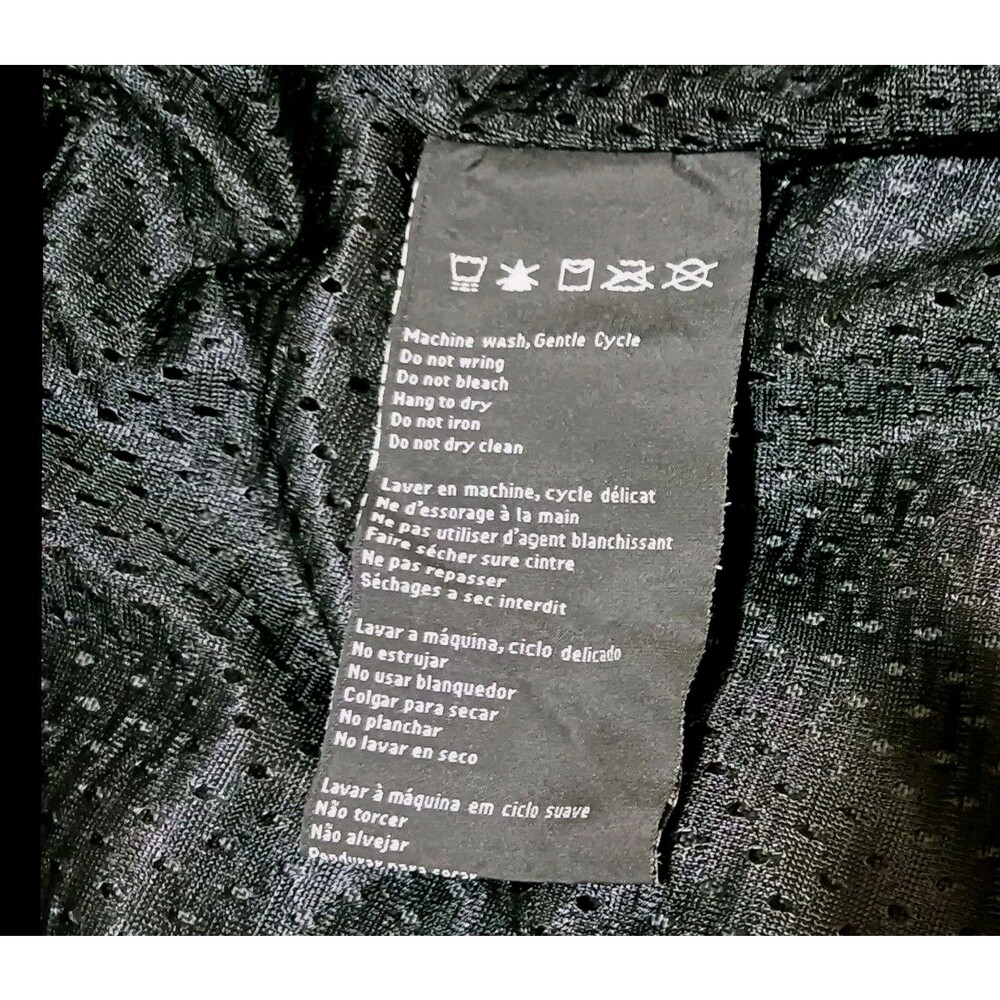 Machine wash, Gentle Cycle
Do not wring
Do not bleach
Hang to dry
Do not iron
Do not dry clean
Laver en machine, cycle délicat
Ne d'essorage à la main
Ne pas utiliser d'agent blanchissant
Faire sécher sure cintre
Ne pas repasser
Séchages a sec interdit
Lavar a máquina, ciclo delicado
No estrujar
No usar blanquedor
Colgar para secar
No planchar
No lavar en seco
Lavar à máquina em ciclo suave
Não torcer
Não alvejar
Pendurar para secar